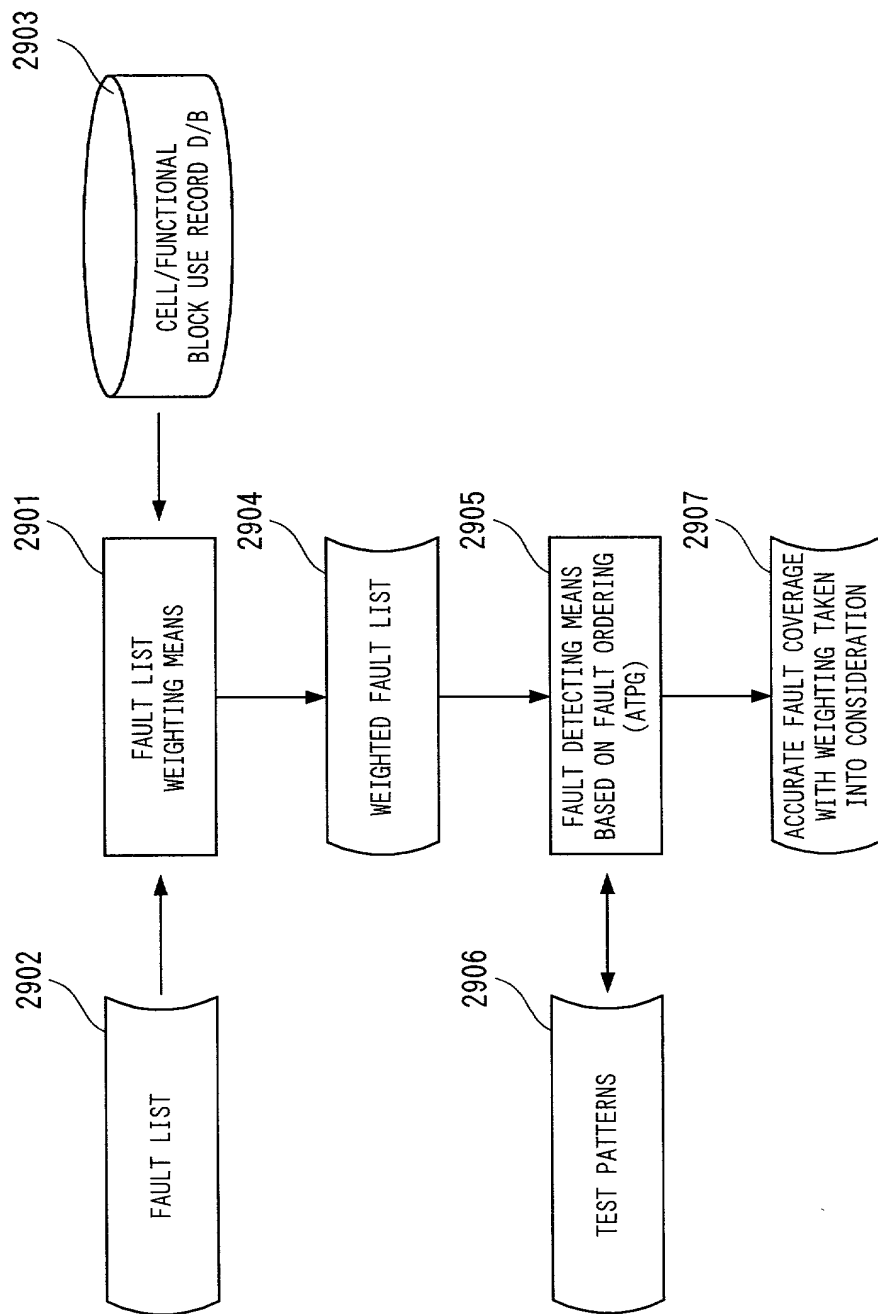 2902
FAULT LIST
2901
FAULT LIST
WEIGHTING MEANS
2903
CELL/FUNCTIONAL
BLOCK USE RECORD D/B
2904
WEIGHTED FAULT LIST
2906
TEST PATTERNS
2905
FAULT DETECTING MEANS
BASED ON FAULT ORDERING
(ATPG)
2907
ACCURATE FAULT COVERAGE
WITH WEIGHTING TAKEN
INTO CONSIDERATION